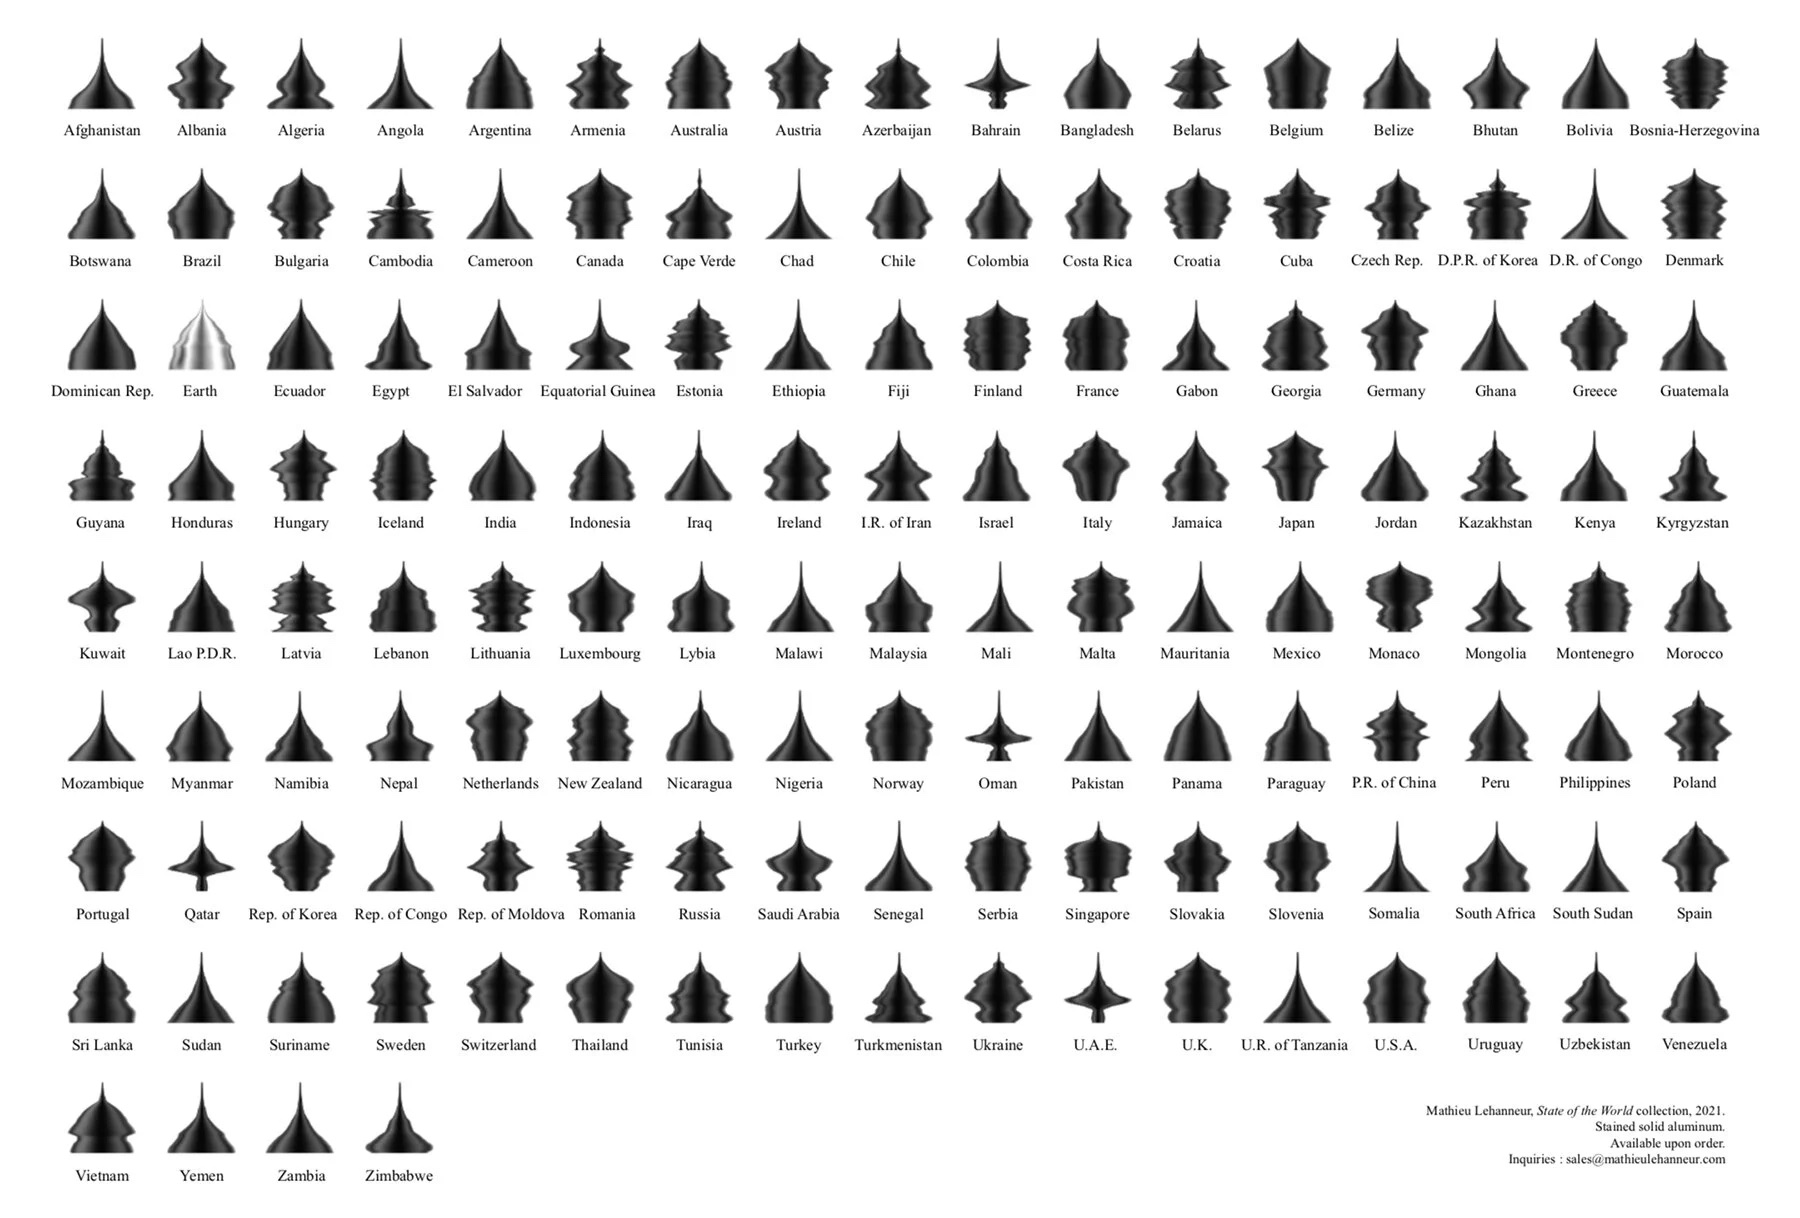 Afghanistan Albania Algeria Angola Argentina Armenia Australia Austria Azerbaijan Bahrain Bangladesh Belarus Belgium Belize Bhutan Bolivia Bosnia-Herzegovina
Botswana Brazil Bulgaria Cambodia Cameroon Canada Cape Verde Chad Chile Colombia Costa Rica Croatia Cuba Czech Rep. D.P.R. of Korea D.R. of Congo Denmark
Dominican Rep. Earth Ecuador Egypt El Salvador Equatorial Guinea Estonia Ethiopia Fiji Finland France Gabon Georgia Germany Ghana Greece Guatemala
Guyana Honduras Hungary Iceland India Indonesia Iraq Ireland I.R. of Iran Israel Italy Jamaica Japan Jordan Kazakhstan Kenya Kyrgyzstan
Kuwait Lao P.D.R. Latvia Lebanon Lithuania Luxembourg Lybia Malawi Malaysia Mali Malta Mauritania Mexico Monaco Mongolia Montenegro Morocco
Mozambique Myanmar Namibia Nepal Netherlands New Zealand Nicaragua Nigeria Norway Oman Pakistan Panama Paraguay P.R. of China Peru Philippines Poland
Portugal Qatar Rep. of Korea Rep. of Congo Rep. of Moldova Romania Russia Saudi Arabia Senegal Serbia Singapore Slovakia Slovenia Somalia South Africa South Sudan Spain
Sri Lanka Sudan Suriname Sweden Switzerland Thailand Tunisia Turkey Turkmenistan Ukraine U.A.E. U.K. U.R. of Tanzania U.S.A. Uruguay Uzbekistan Venezuela
Vietnam Yemen Zambia Zimbabwe
Mathieu Lehanneur, State of the World collection, 2021.
Stained solid aluminum.
Available upon order.
Inquiries : sales@mathieulehanneur.com